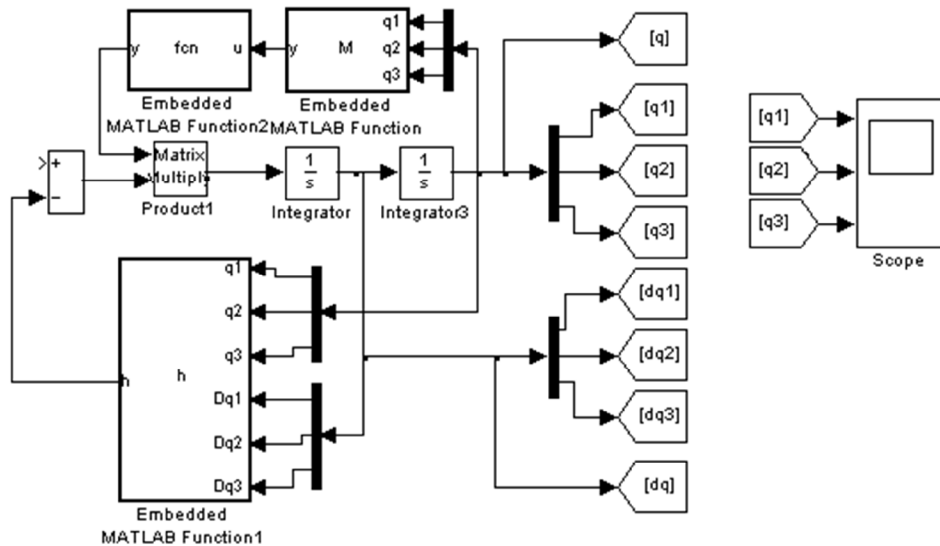 y
fcn
u
Embedded
MATLAB Function2
y
M
q1
q2
q3
Embedded
MATLAB Function
+
−
Matrix
Multiply
Product1
1
s
Integrator
1
s
Integrator3
h
h
q1
q2
q3
Dq1
Dq2
Dq3
Embedded
MATLAB Function1
[q]
[q1]
[q2]
[q3]
[dq1]
[dq2]
[dq3]
[dq]
[q1]
[q2]
[q3]
Scope